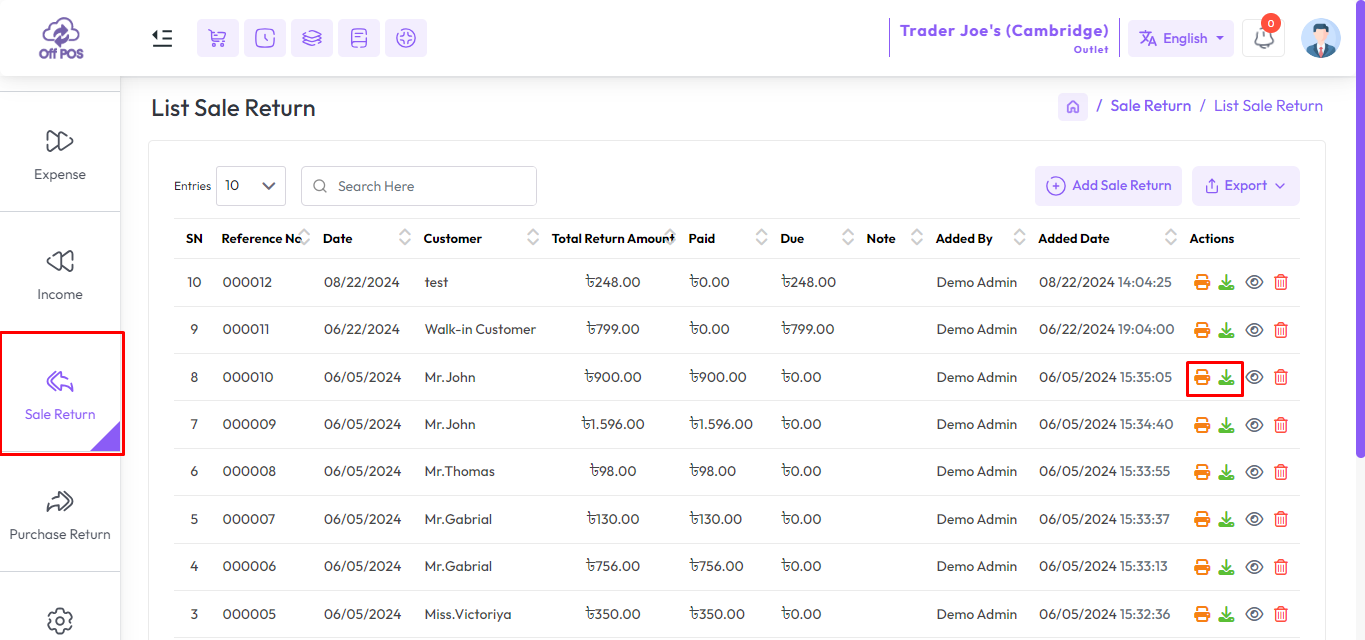 Off POS
Trader Joe's (Cambridge)
Outlet
English
0
Expense
Income
Sale Return
Purchase Return
List Sale Return
/ Sale Return / List Sale Return
Entries 10 Search Here Add Sale Return Export
SN Reference No Date Customer Total Return Amount Paid Due Note Added By Added Date Actions
10 000012 08/22/2024 test ৳248.00 ৳0.00 ৳248.00 Demo Admin 08/22/2024 14:04:25
9 000011 06/22/2024 Walk-in Customer ৳799.00 ৳0.00 ৳799.00 Demo Admin 06/22/2024 19:04:00
8 000010 06/05/2024 Mr.John ৳900.00 ৳900.00 ৳0.00 Demo Admin 06/05/2024 15:35:05
7 000009 06/05/2024 Mr.John ৳1.596.00 ৳1.596.00 ৳0.00 Demo Admin 06/05/2024 15:34:40
6 000008 06/05/2024 Mr.Thomas ৳98.00 ৳98.00 ৳0.00 Demo Admin 06/05/2024 15:33:55
5 000007 06/05/2024 Mr.Gabrial ৳130.00 ৳130.00 ৳0.00 Demo Admin 06/05/2024 15:33:37
4 000006 06/05/2024 Mr.Gabrial ৳756.00 ৳756.00 ৳0.00 Demo Admin 06/05/2024 15:33:13
3 000005 06/05/2024 Miss.Victoriya ৳350.00 ৳350.00 ৳0.00 Demo Admin 06/05/2024 15:32:36